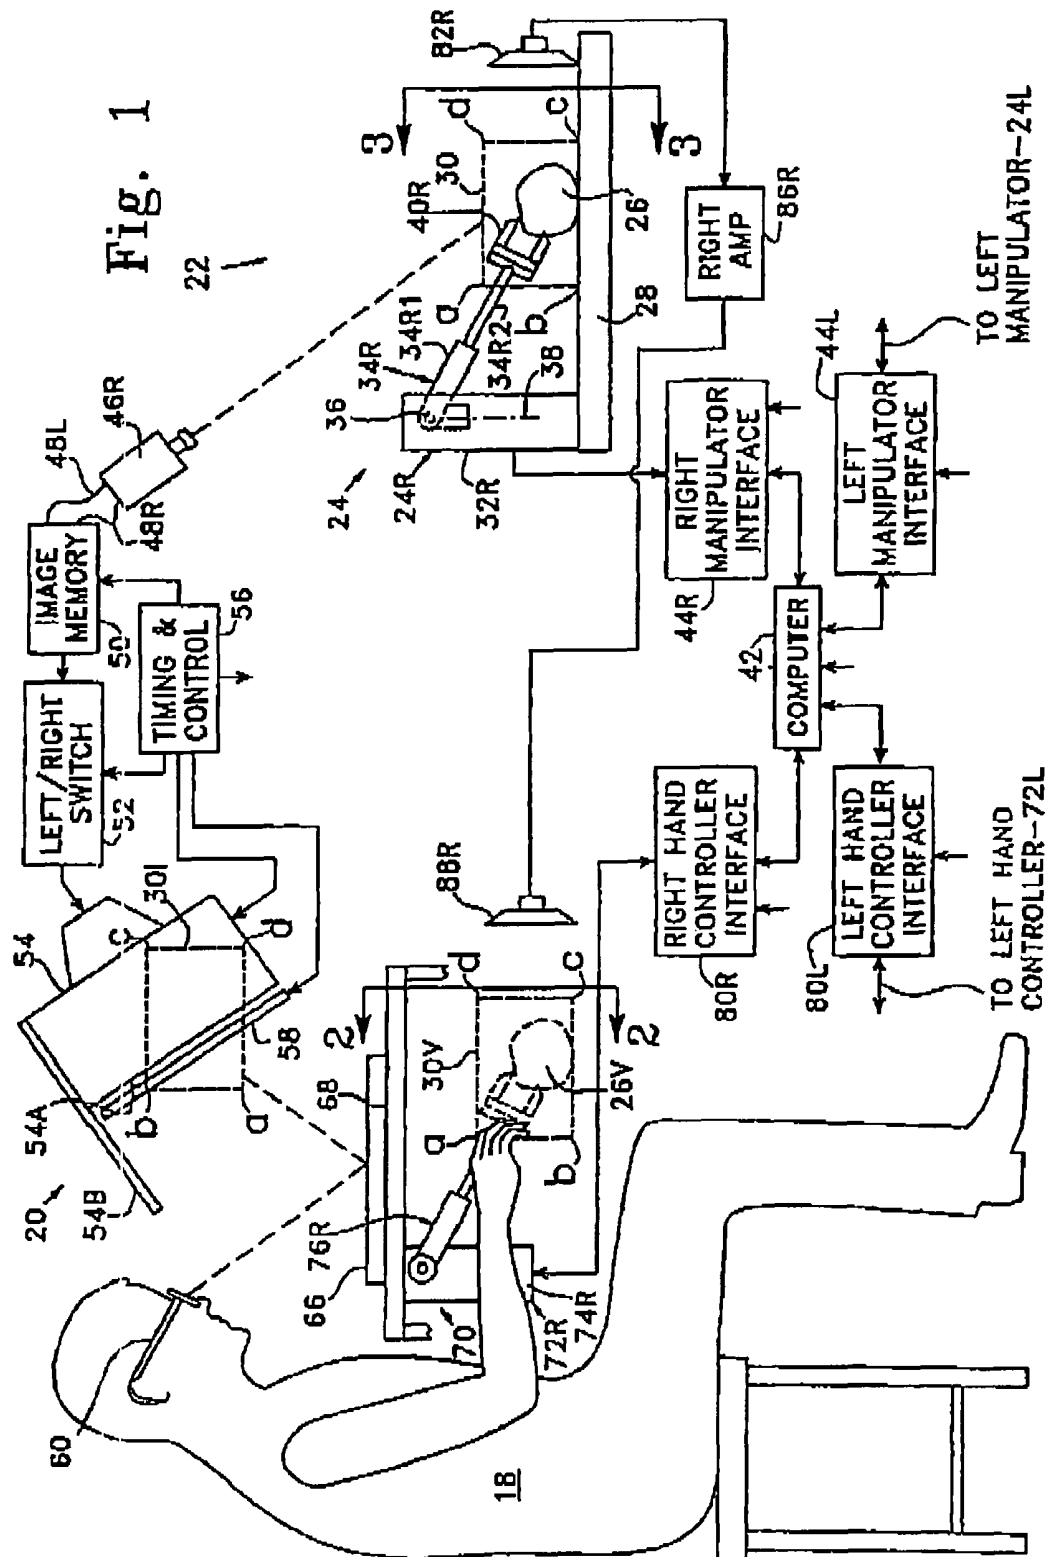 Fig. 1
22
20
54B
54A
54
b
c
a
d
30I
58
LEFT/RIGHT
SWITCH
52
IMAGE
MEMORY
50
TIMING &
CONTROL
56
48L
48R
46R
60
18
66
68
70
76R
72R
74R
2
2
30V
26V
a
b
c
d
88R
24
24R
32R
36
34R
34R1
34R2
38
40R
30
a
b
c
d
3
3
26
28
82R
RIGHT
AMP
86R
RIGHT HAND
CONTROLLER
INTERFACE
80R
LEFT HAND
CONTROLLER
INTERFACE
80L
TO LEFT HAND
CONTROLLER-72L
COMPUTER
42
RIGHT
MANIPULATOR
INTERFACE
44R
LEFT
MANIPULATOR
INTERFACE
44L
TO LEFT
MANIPULATOR-24L